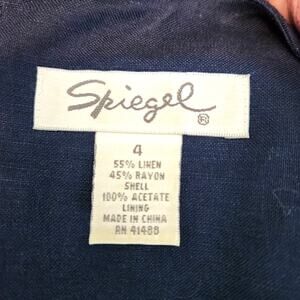 Spiegel®
4
55% LINEN
45% RAYON
SHELL
100% ACETATE
LINING
MADE IN CHINA
RN 41488